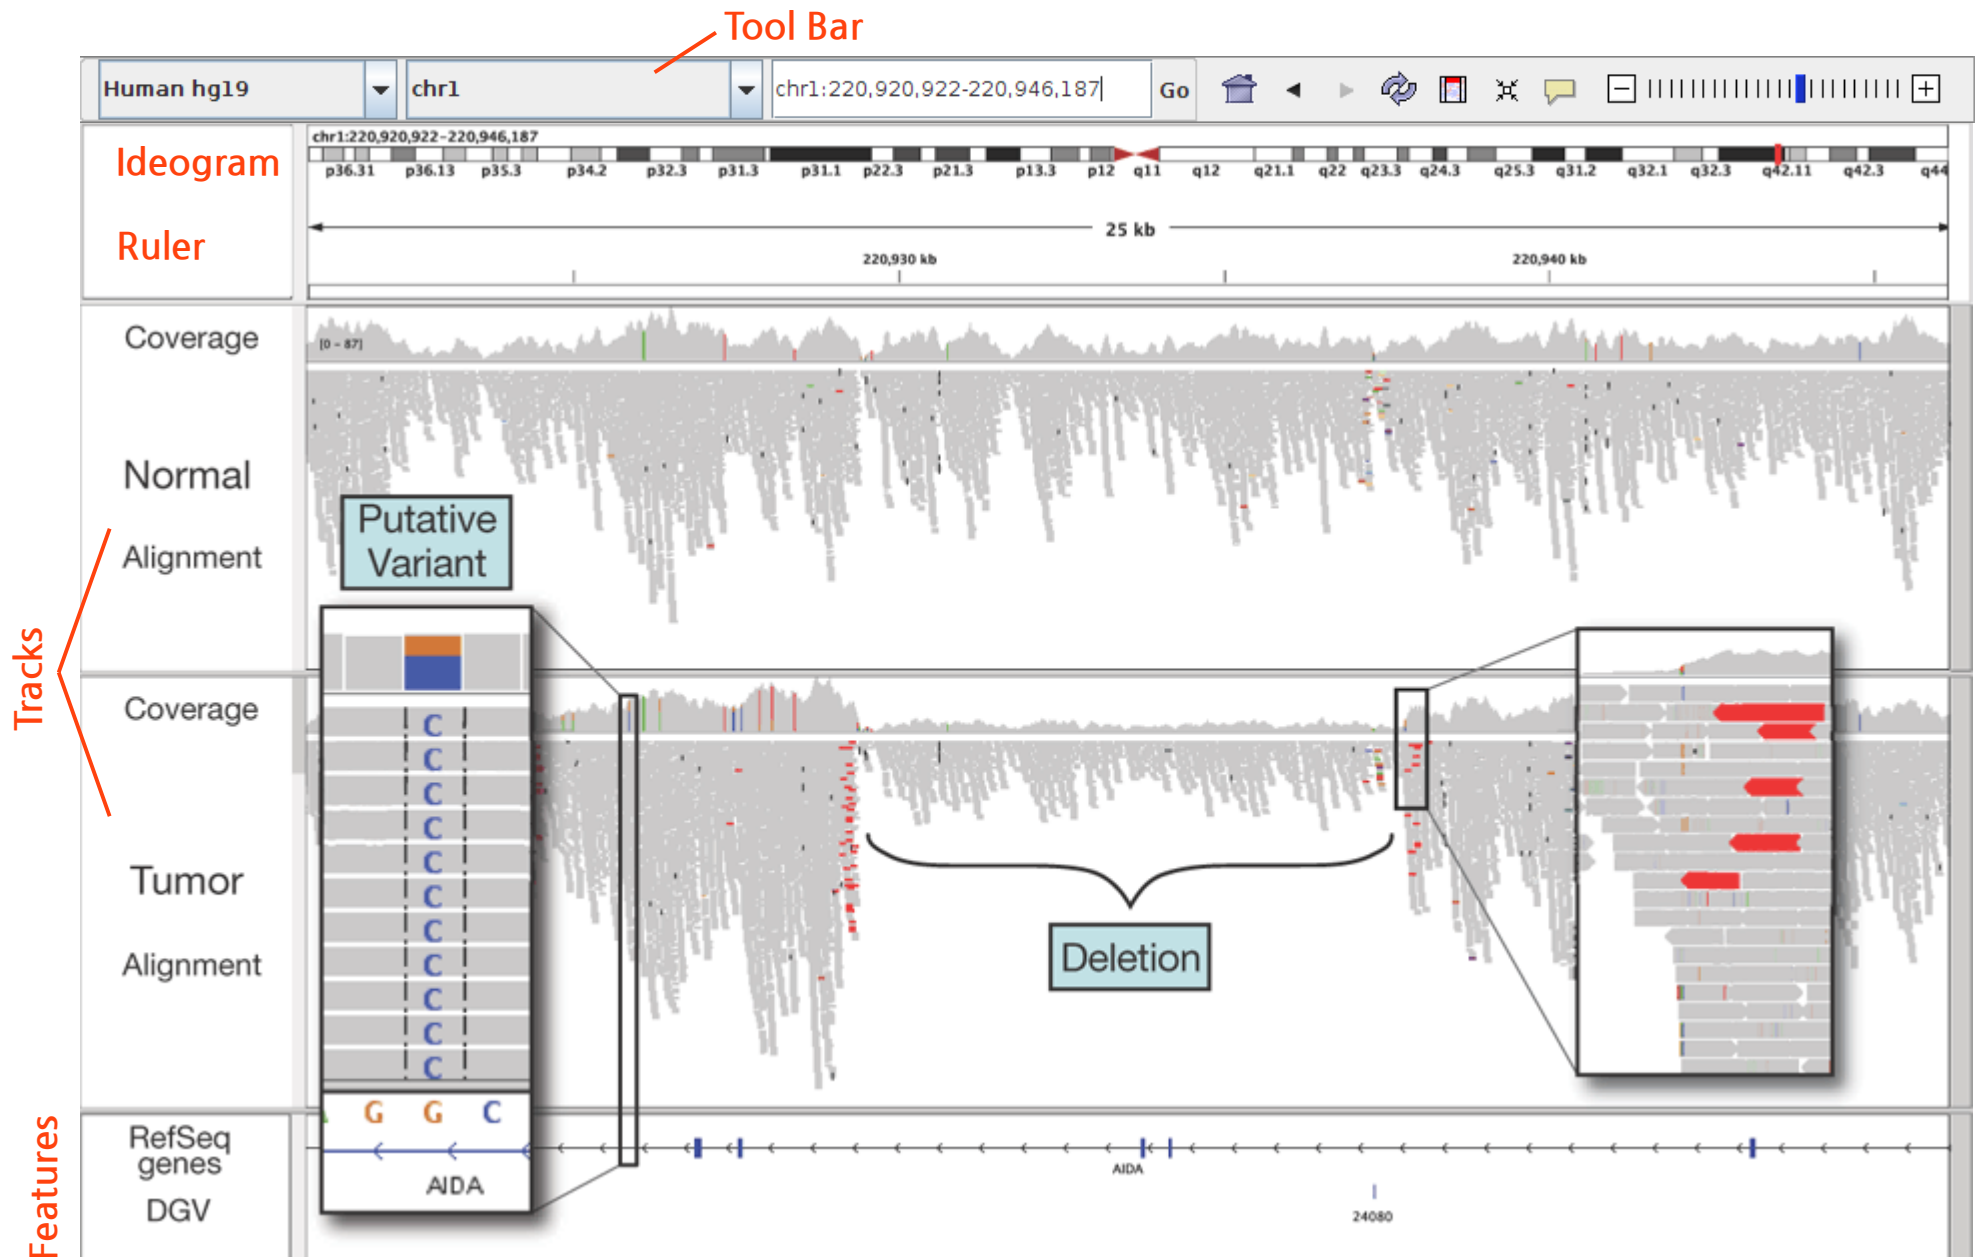 Tool Bar
Human hg19
chr1
chr1:220,920,922-220,946,187
Go
chr1:220,920,922-220,946,187
Ideogram
p36.31 p36.13 p35.3 p34.2 p32.3 p31.3 p31.1 p22.3 p21.3 p13.3 p12 q11 q12 q21.1 q22 q23.3 q24.3 q25.3 q31.2 q32.1 q32.3 q42.11 q42.3 q44
Ruler
25 kb
220,930 kb
220,940 kb
Coverage
[0 - 87]
Normal
Alignment
Putative
Variant
Tracks
Coverage
C
C
C
C
C
C
C
C
C
C
C
Tumor
Alignment
Deletion
G G C
AIDA
Features
RefSeq
genes
AIDA
DGV
24080